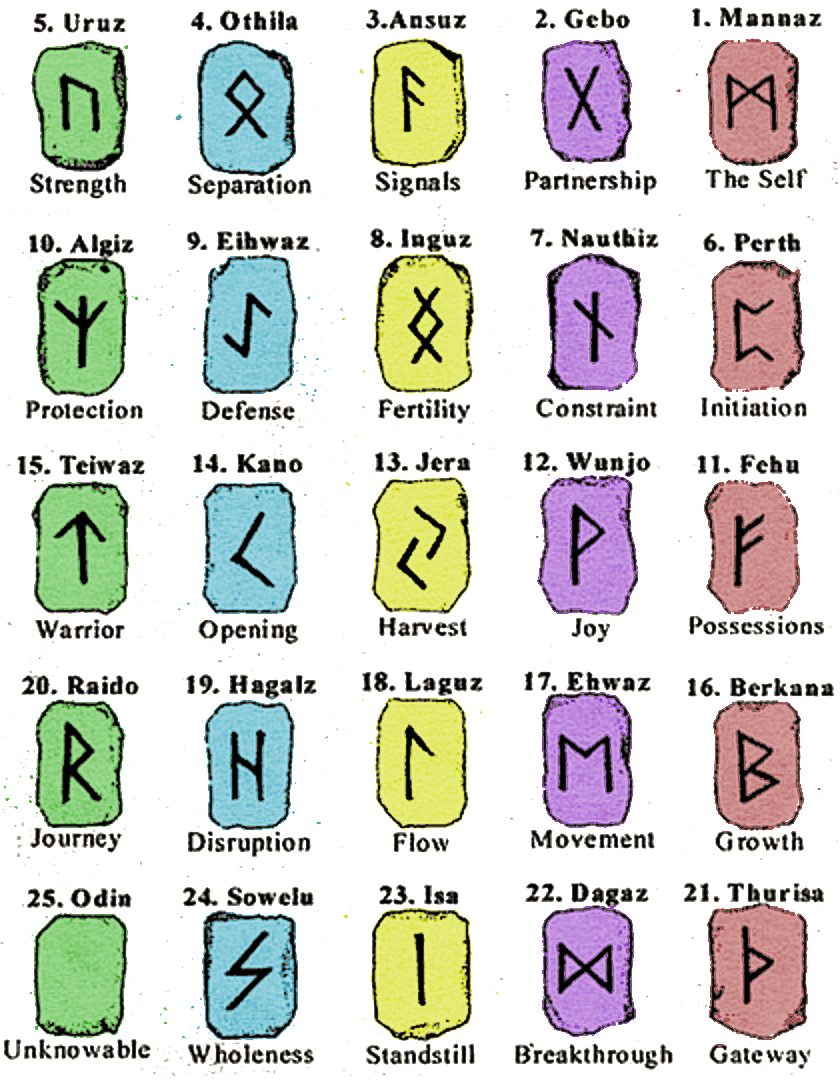 5. Uruz 4. Othila 3.Ansuz 2. Gebo 1. Mannaz
ᚢ ᛟ ᚨ ᚷ ᛗ
Strength Separation Signals Partnership The Self
10. Algiz 9. Eihwaz 8. Inguz 7. Nauthiz 6. Perth
ᛉ ᛇ ᛝ ᚾ ᛈ
Protection Defense Fertility Constraint Initiation
15. Teiwaz 14. Kano 13. Jera 12. Wunjo 11. Fehu
ᛏ ᚲ ᛃ ᚹ ᚠ
Warrior Opening Harvest Joy Possessions
20. Raido 19. Hagalz 18. Laguz 17. Ehwaz 16. Berkana
ᚱ ᚺ ᛚ ᛖ ᛒ
Journey Disruption Flow Movement Growth
25. Odin 24. Sowelu 23. Isa 22. Dagaz 21. Thurisa
ᛋ ᛁ ᛞ ᚦ
Unknowable Wholeness Standstill Breakthrough Gateway